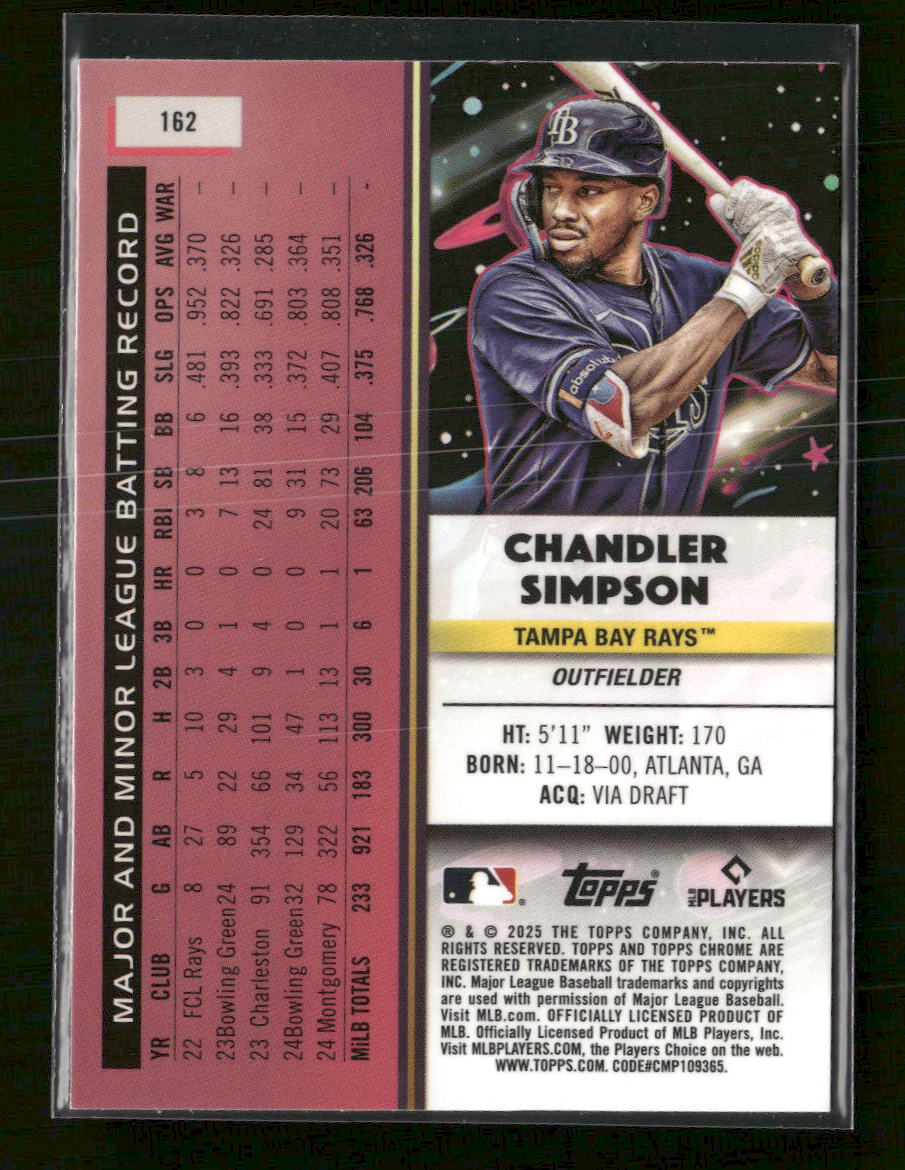 162
MAJOR AND MINOR LEAGUE BATTING RECORD
YR CLUB G AB R H 2B 3B HR RBI SB BB SLG OPS AVG WAR
22 FCL Rays 8 27 5 10 3 0 0 3 8 6 .481 .952 .370 –
23Bowling Green24 89 22 29 4 1 0 7 13 16 .393 .822 .326 –
23 Charleston 91 354 66 101 9 4 0 24 81 38 .333 .691 .285 –
24Bowling Green32 129 34 47 1 0 0 9 31 15 .372 .803 .364 –
24 Montgomery 78 322 56 113 13 1 1 20 73 29 .407 .808 .351 –
MiLB TOTALS 233 921 183 300 30 6 1 63 206 104 .375 .768 .326 -
TB
absolut
CHANDLER
SIMPSON
TAMPA BAY RAYS™
OUTFIELDER
HT: 5'11" WEIGHT: 170
BORN: 11–18–00, ATLANTA, GA
ACQ: VIA DRAFT
® topps® MLB PLAYERS
® & © 2025 THE TOPPS COMPANY, INC. ALL
RIGHTS RESERVED. TOPPS AND TOPPS CHROME ARE
REGISTERED TRADEMARKS OF THE TOPPS COMPANY,
INC. Major League Baseball trademarks and copyrights
are used with permission of Major League Baseball.
Visit MLB.com. OFFICIALLY LICENSED PRODUCT OF
MLB. Officially Licensed Product of MLB Players, Inc.
Visit MLBPLAYERS.COM, the Players Choice on the web.
WWW.TOPPS.COM. CODE#CMP109365.